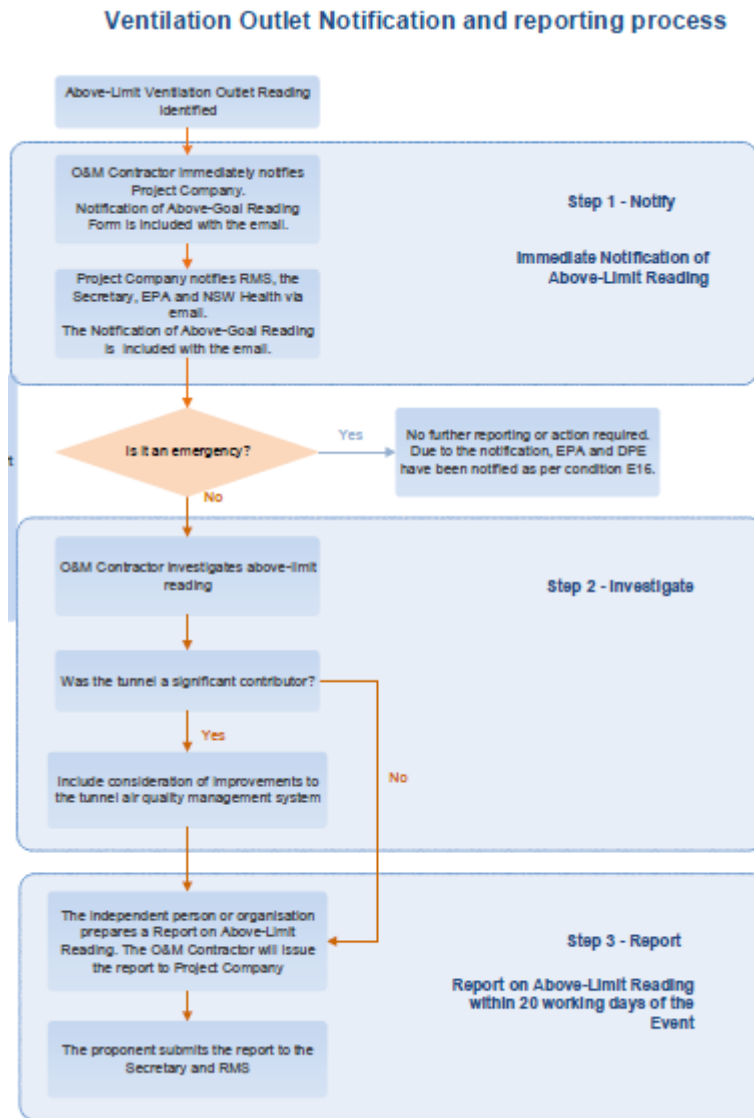 Ventilation Outlet Notification and reporting process
Above-Limit Ventilation Outlet Reading
Identified
O&M Contractor immediately notifies
Project Company.
Notification of Above-Goal Reading
Form is included with the email.
Step 1 - Notify
Immediate Notification of
Above-Limit Reading
Project Company notifies RMS, the
Secretary, EPA and NSW Health via
email.
The Notification of Above-Goal Reading
is included with the email.
Is it an emergency?
Yes
No further reporting or action required.
Due to the notification, EPA and DPE
have been notified as per condition E16.
t
No
O&M Contractor investigates above-limit
reading
Step 2 - Investigate
Was the tunnel a significant contributor?
Yes
No
Include consideration of improvements to
the tunnel air quality management system
The independent person or organisation
prepares a Report on Above-Limit
Reading. The O&M Contractor will issue
the report to Project Company
Step 3 - Report
Report on Above-Limit Reading
within 20 working days of the
Event
The proponent submits the report to the
Secretary and RMS